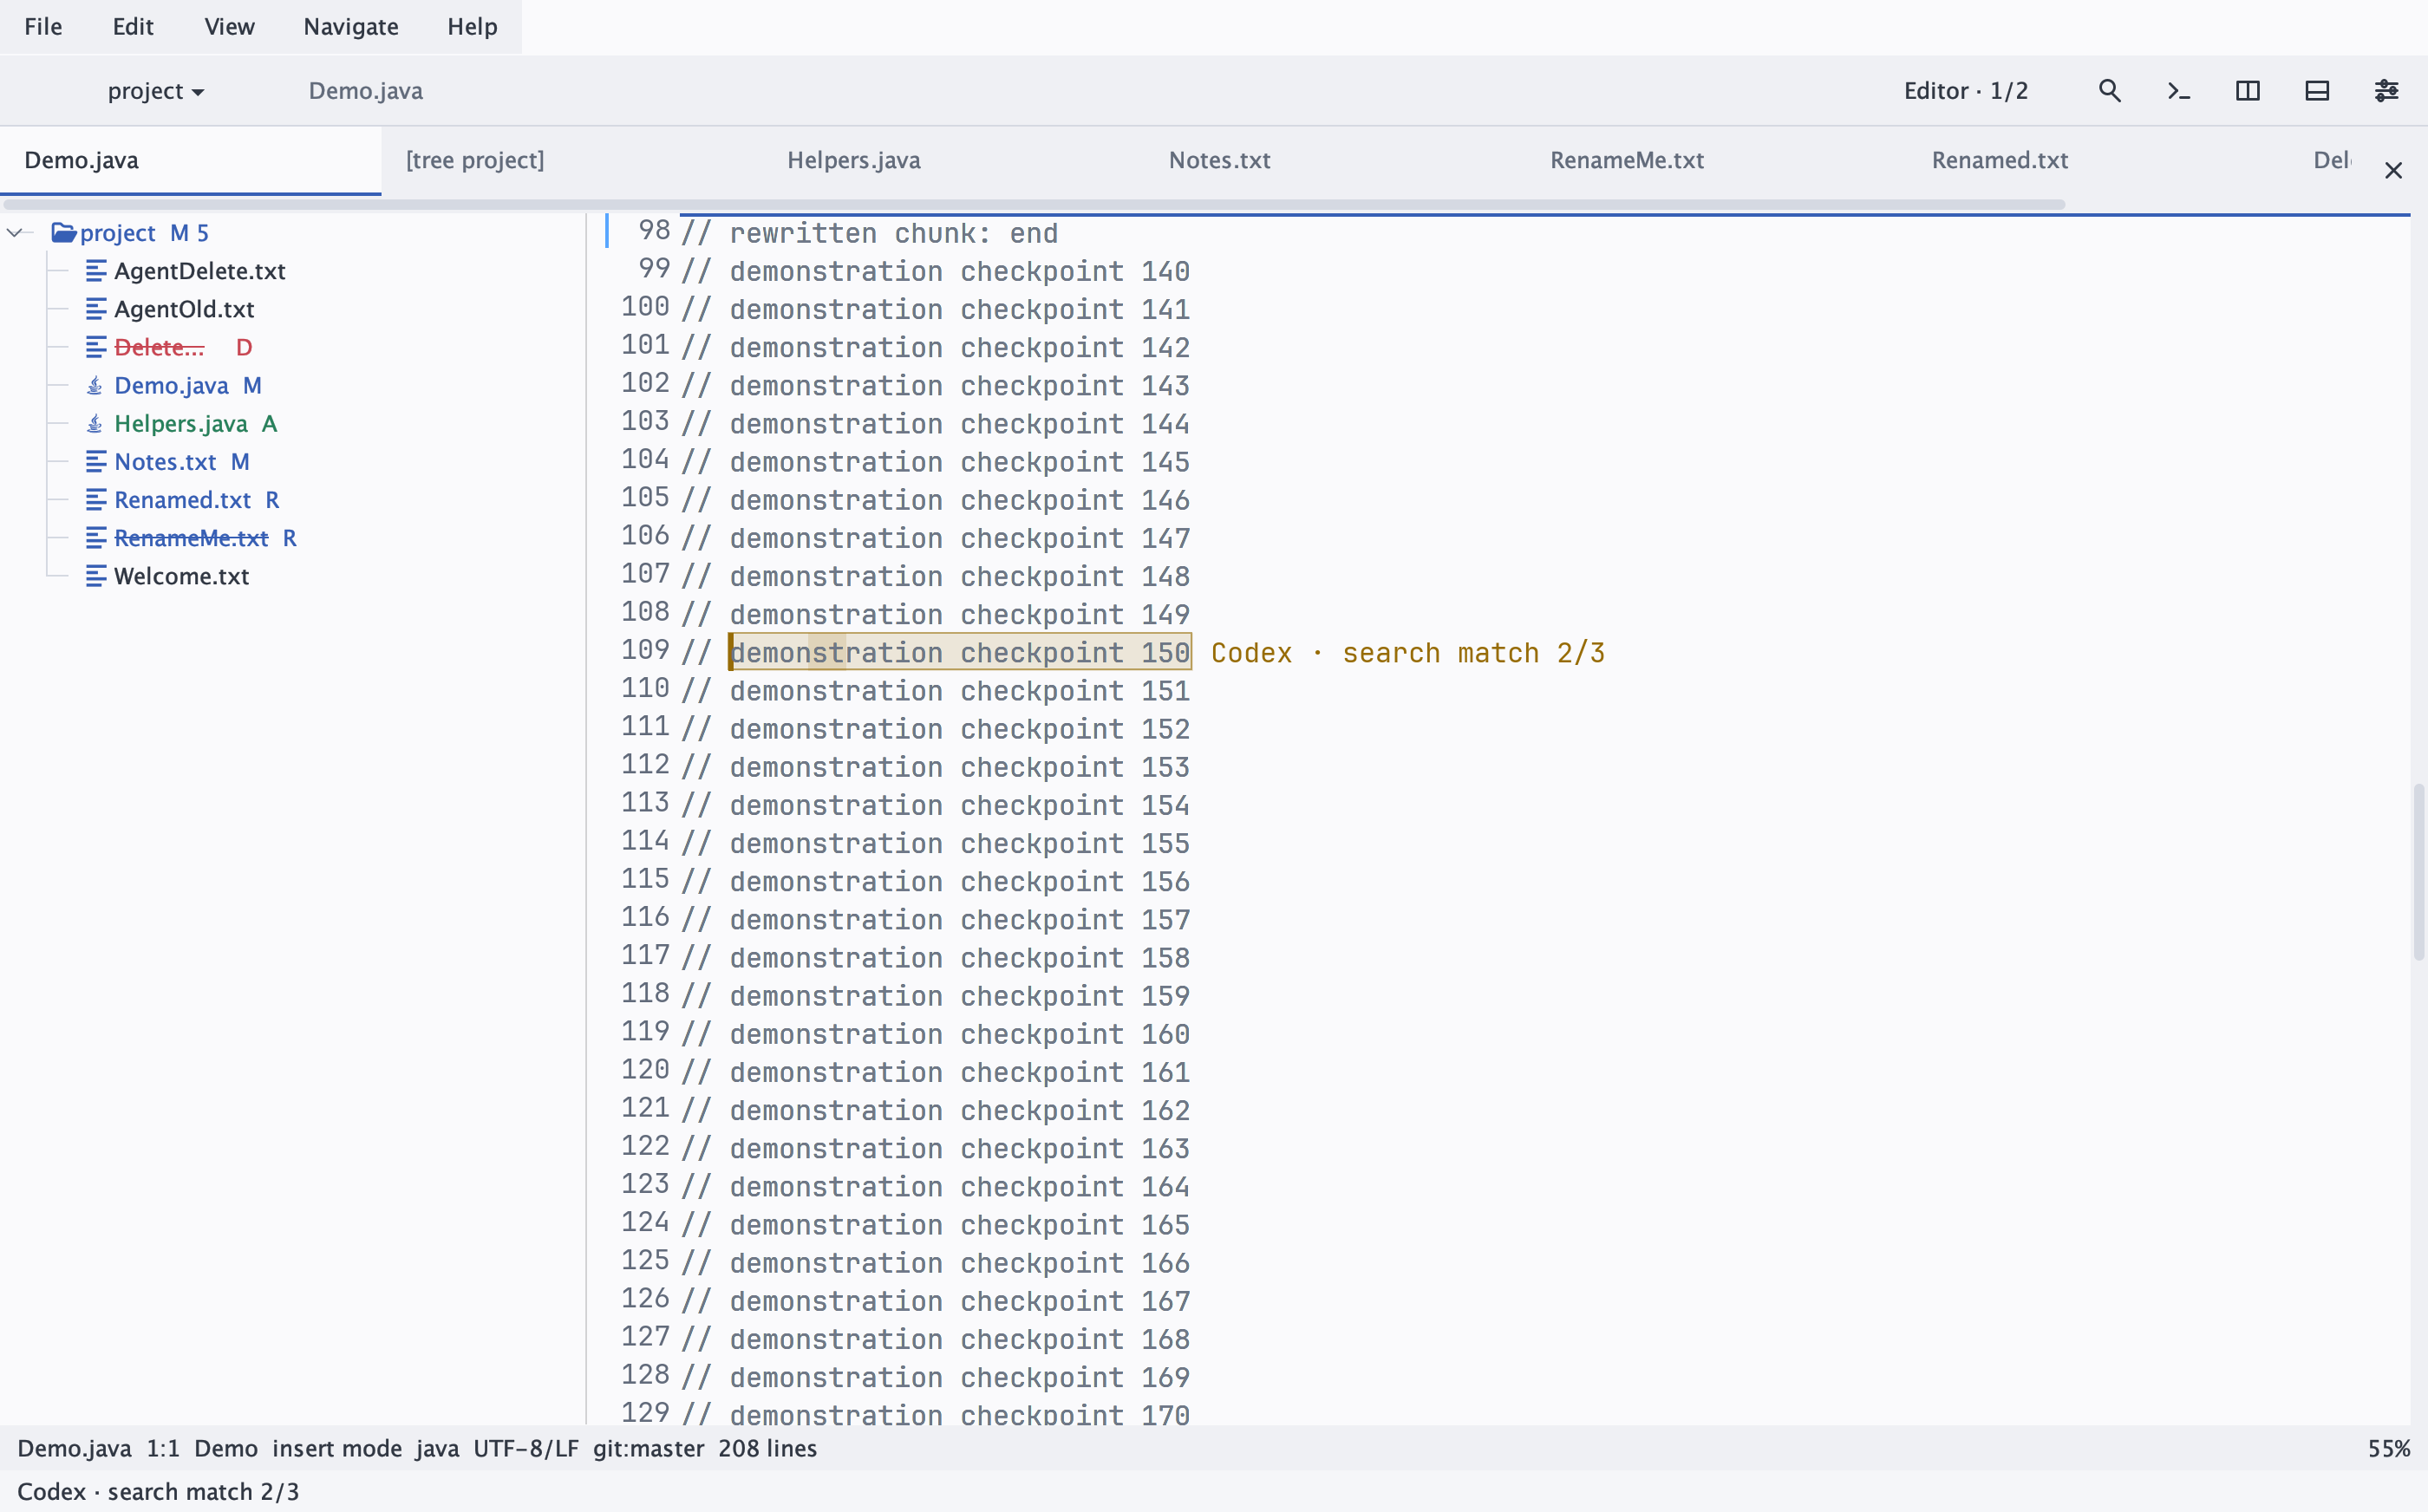 File Edit View Navigate Help
project Demo.java Editor · 1/2
Demo.java [tree project] Helpers.java Notes.txt RenameMe.txt Renamed.txt Del
project M 5
AgentDelete.txt
AgentOld.txt
Delete... D
Demo.java M
Helpers.java A
Notes.txt M
Renamed.txt R
RenameMe.txt R
Welcome.txt
98 // rewritten chunk: end
99 // demonstration checkpoint 140
100 // demonstration checkpoint 141
101 // demonstration checkpoint 142
102 // demonstration checkpoint 143
103 // demonstration checkpoint 144
104 // demonstration checkpoint 145
105 // demonstration checkpoint 146
106 // demonstration checkpoint 147
107 // demonstration checkpoint 148
108 // demonstration checkpoint 149
109 // demonstration checkpoint 150 Codex · search match 2/3
110 // demonstration checkpoint 151
111 // demonstration checkpoint 152
112 // demonstration checkpoint 153
113 // demonstration checkpoint 154
114 // demonstration checkpoint 155
115 // demonstration checkpoint 156
116 // demonstration checkpoint 157
117 // demonstration checkpoint 158
118 // demonstration checkpoint 159
119 // demonstration checkpoint 160
120 // demonstration checkpoint 161
121 // demonstration checkpoint 162
122 // demonstration checkpoint 163
123 // demonstration checkpoint 164
124 // demonstration checkpoint 165
125 // demonstration checkpoint 166
126 // demonstration checkpoint 167
127 // demonstration checkpoint 168
128 // demonstration checkpoint 169
129 // demonstration checkpoint 170
Demo.java 1:1 Demo insert mode java UTF-8/LF git:master 208 lines 55%
Codex · search match 2/3